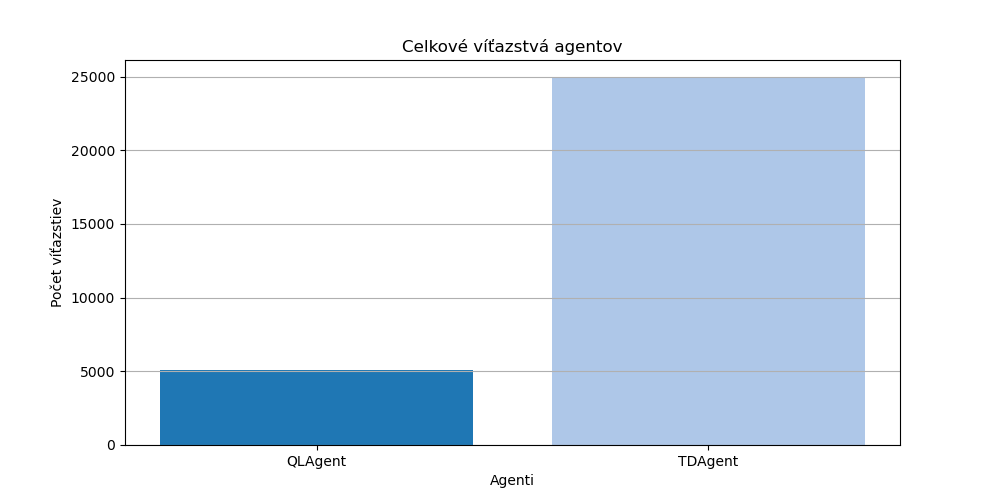 Celkové víťazstvá agentov
25000
20000
15000
10000
5000
0
Počet víťazstiev
QLAgent TDAgent
Agenti